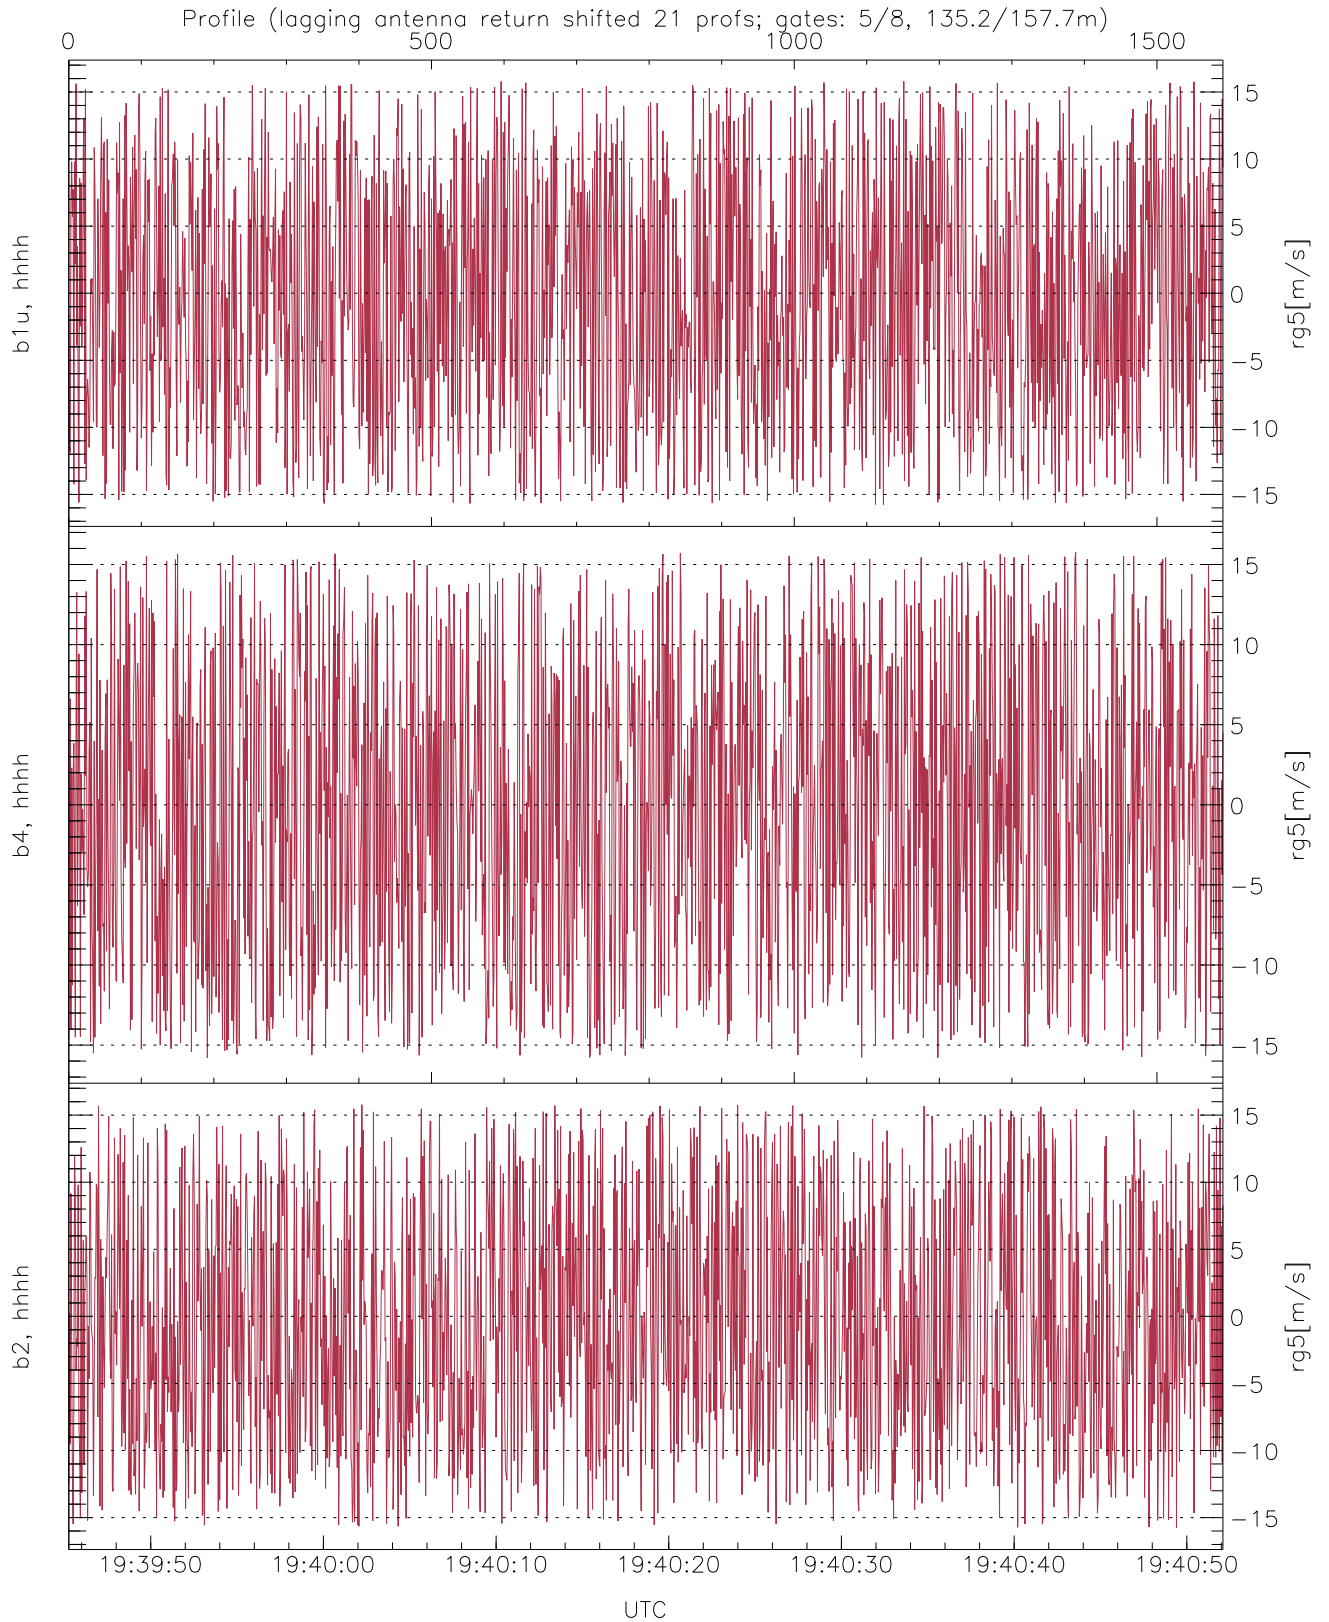 Profile (lagging antenna return shifted 21 profs; gates: 5/8, 135.2/157.7m)
0 500 1000 1500
b1u, hhhh
15
10
5
0
-5
-10
-15
rg5[m/s]
b4, hhhh
15
10
5
0
-5
-10
-15
rg5[m/s]
b2, hhhh
15
10
5
0
-5
-10
-15
rg5[m/s]
19:39:50 19:40:00 19:40:10 19:40:20 19:40:30 19:40:40 19:40:50
UTC